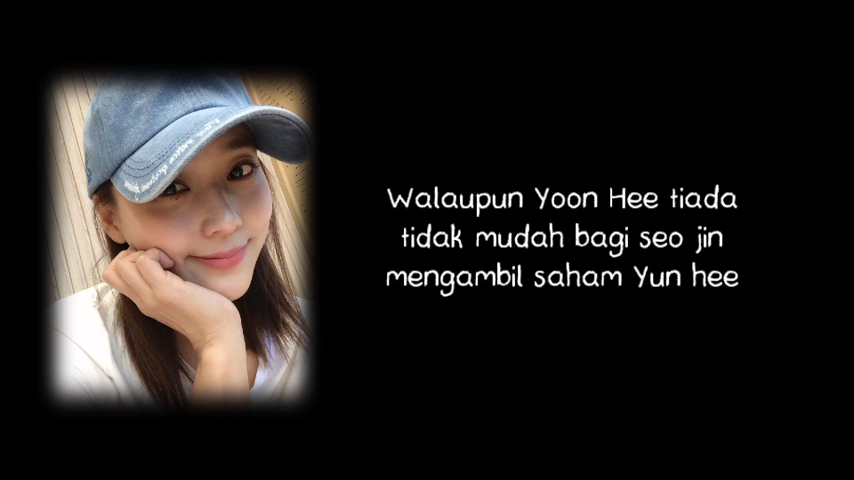 Walaupun Yoon Hee tiada
tidak mudah bagi seo jin
mengambil saham Yun hee